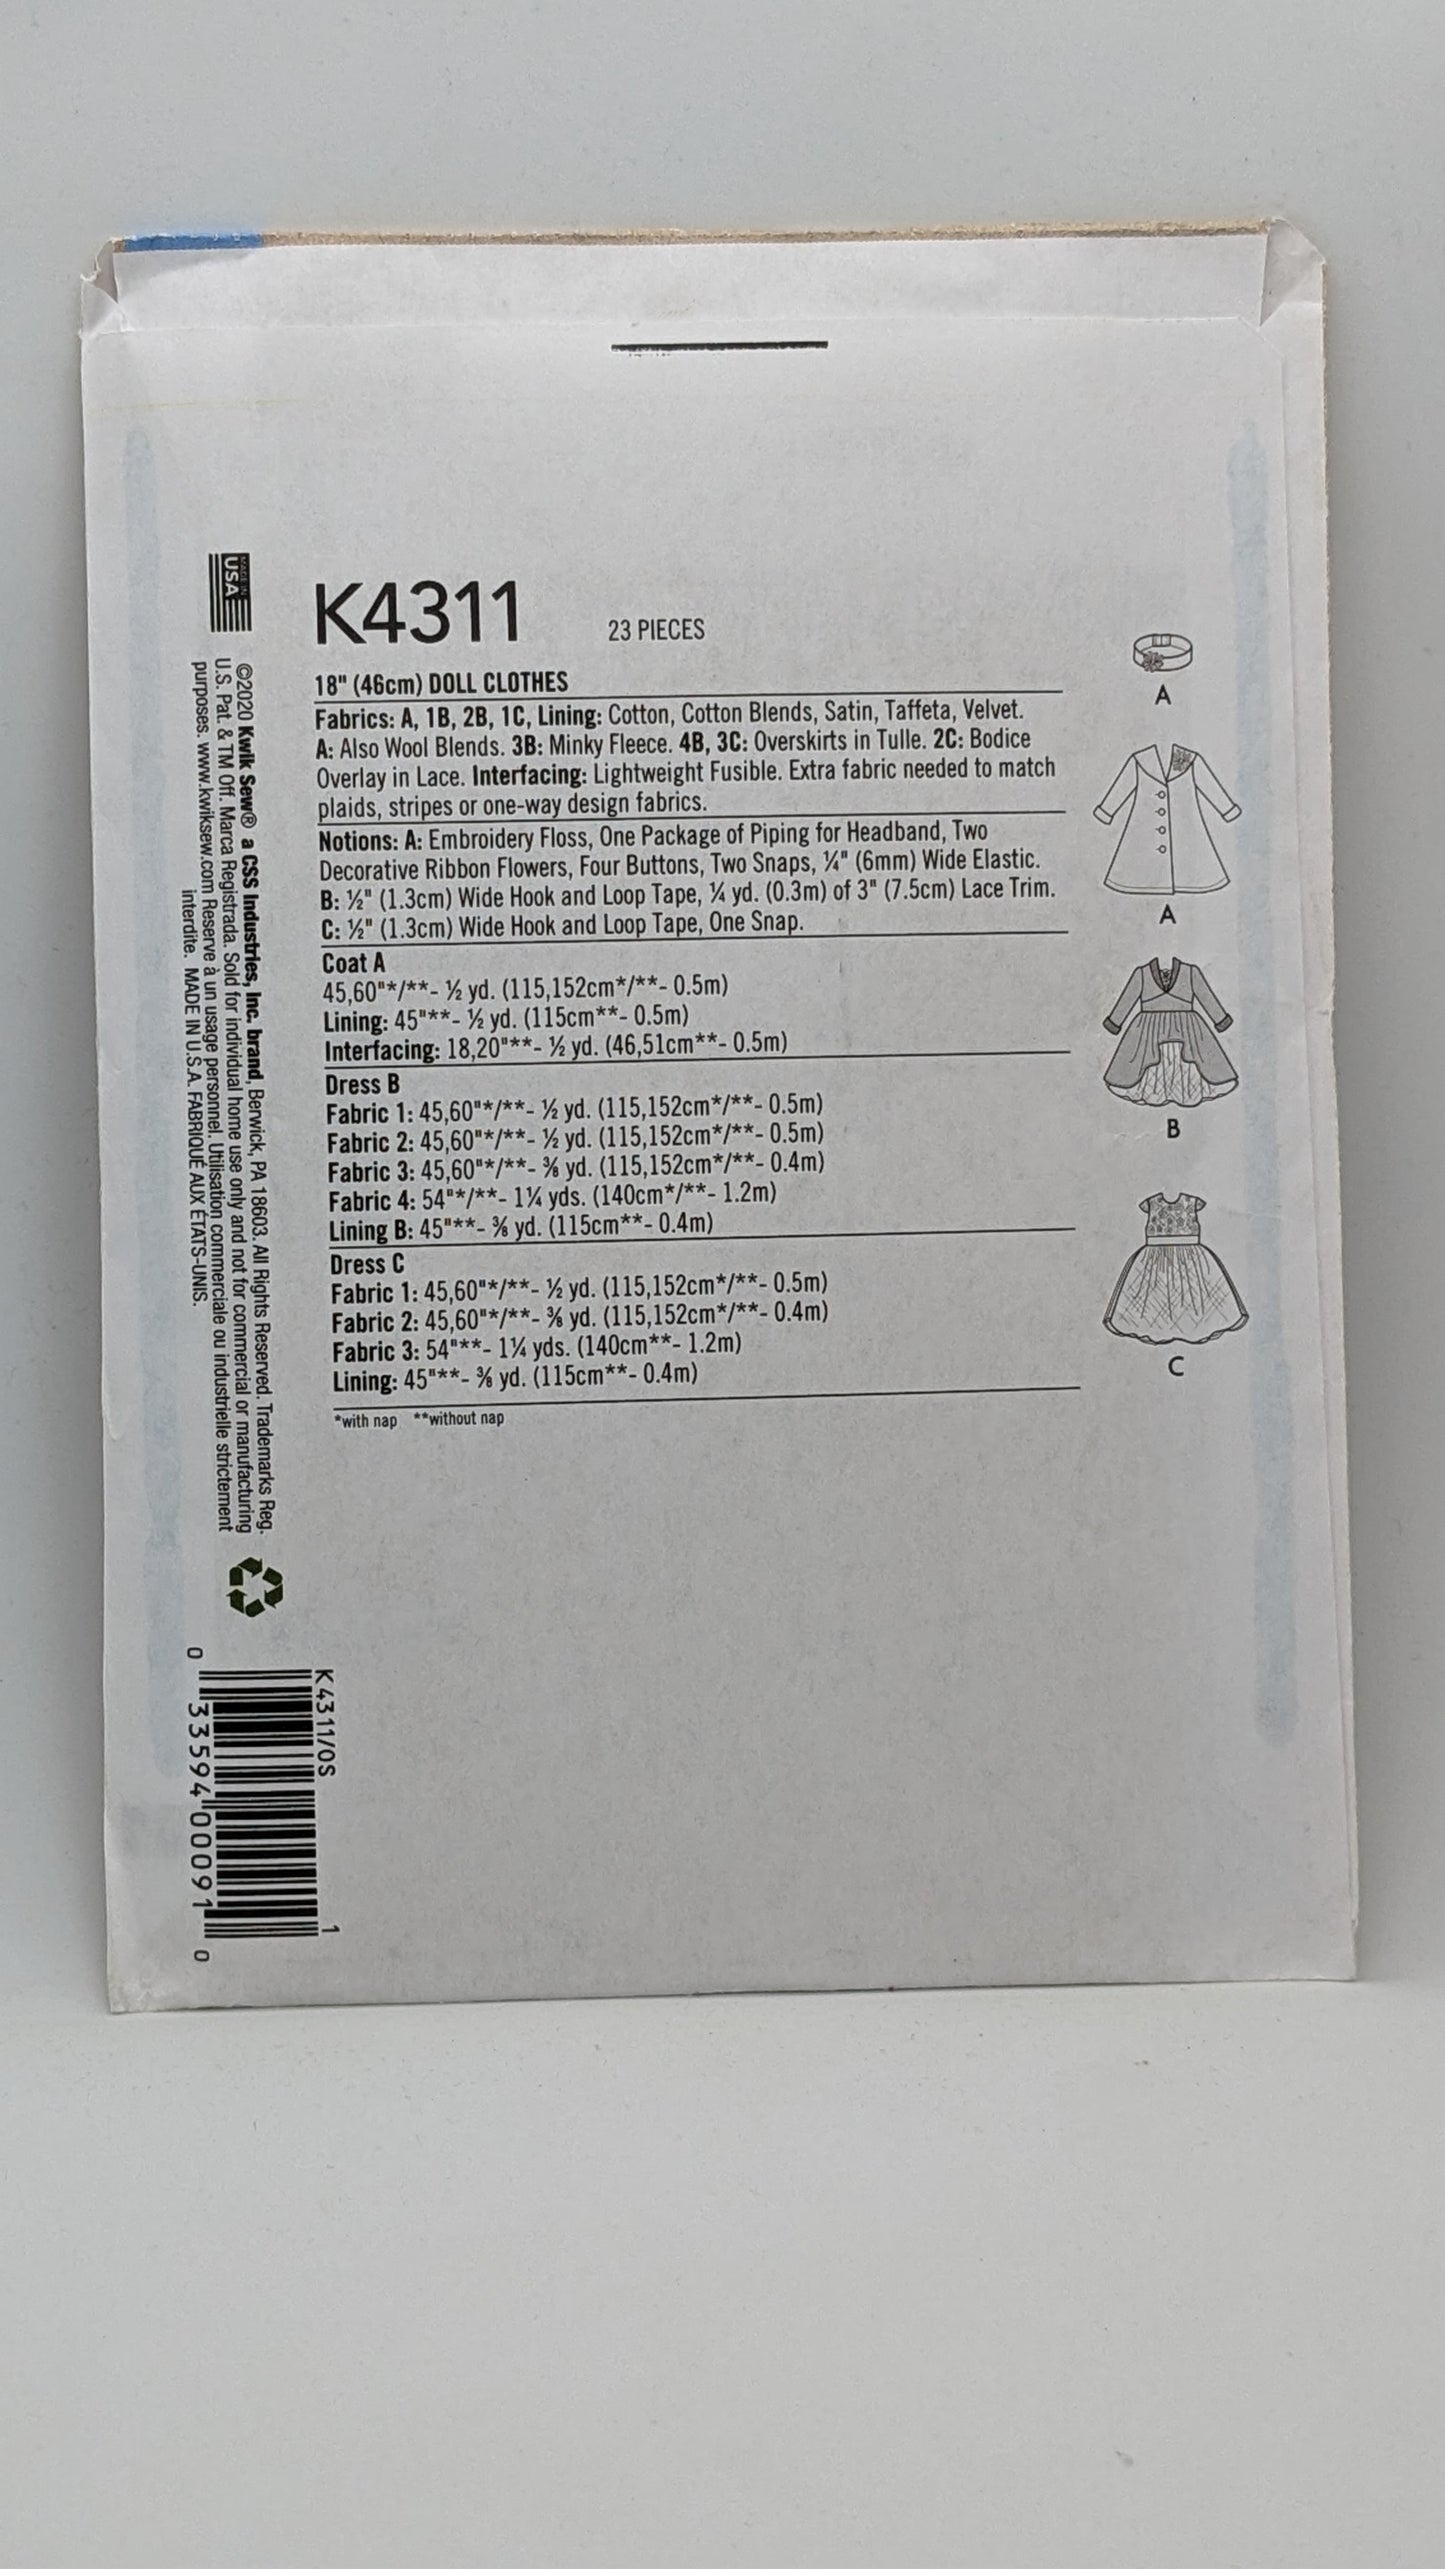 K4311
23 PIECES
18" (46cm) DOLL CLOTHES
Fabrics: A, 1B, 2B, 1C, Lining: Cotton, Cotton Blends, Satin, Taffeta, Velvet.
A: Also Wool Blends. 3B: Minky Fleece. 4B, 3C: Overskirts in Tulle. 2C: Bodice
Overlay in Lace. Interfacing: Lightweight Fusible. Extra fabric needed to match
plaids, stripes or one-way design fabrics.
Notions: A: Embroidery Floss, One Package of Piping for Headband, Two
Decorative Ribbon Flowers, Four Buttons, Two Snaps, ¼" (6mm) Wide Elastic.
B: ½" (1.3cm) Wide Hook and Loop Tape, ¼ yd. (0.3m) of 3" (7.5cm) Lace Trim.
C: ½" (1.3cm) Wide Hook and Loop Tape, One Snap.
Coat A
45,60"*/**- ½ yd. (115,152cm*/**- 0.5m)
Lining: 45"**- ½ yd. (115cm**- 0.5m)
Interfacing: 18,20"**- ½ yd. (46,51cm**- 0.5m)
Dress B
Fabric 1: 45,60"*/**- ½ yd. (115,152cm*/**- 0.5m)
Fabric 2: 45,60"*/**- ½ yd. (115,152cm*/**- 0.5m)
Fabric 3: 45,60"*/**- ⅜ yd. (115,152cm*/**- 0.4m)
Fabric 4: 54"*/**- 1¼ yds. (140cm*/**- 1.2m)
Lining B: 45"**- ⅜ yd. (115cm**- 0.4m)
Dress C
Fabric 1: 45,60"*/**- ½ yd. (115,152cm*/**- 0.5m)
Fabric 2: 45,60"*/**- ⅜ yd. (115,152cm*/**- 0.4m)
Fabric 3: 54"**- 1¼ yds. (140cm**- 1.2m)
Lining: 45"**- ⅜ yd. (115cm**- 0.4m)
*with nap **without nap
A
A
B
C
MADE IN
USA
©2020 Kwik Sew® a CSS Industries, Inc. brand, Berwick, PA 18603. All Rights Reserved. Trademarks Reg.
U.S. Pat. & TM Off. Marca Registrada. Sold for individual home use only and not for commercial or manufacturing
purposes. www.kwiksew.com Reserve à un usage personnel. Utilisation commerciale ou industrielle strictement
interdite. MADE IN U.S.A. FABRIQUÉ AUX ÉTATS-UNIS.
K4311/OS
1
0 33594 00091 0